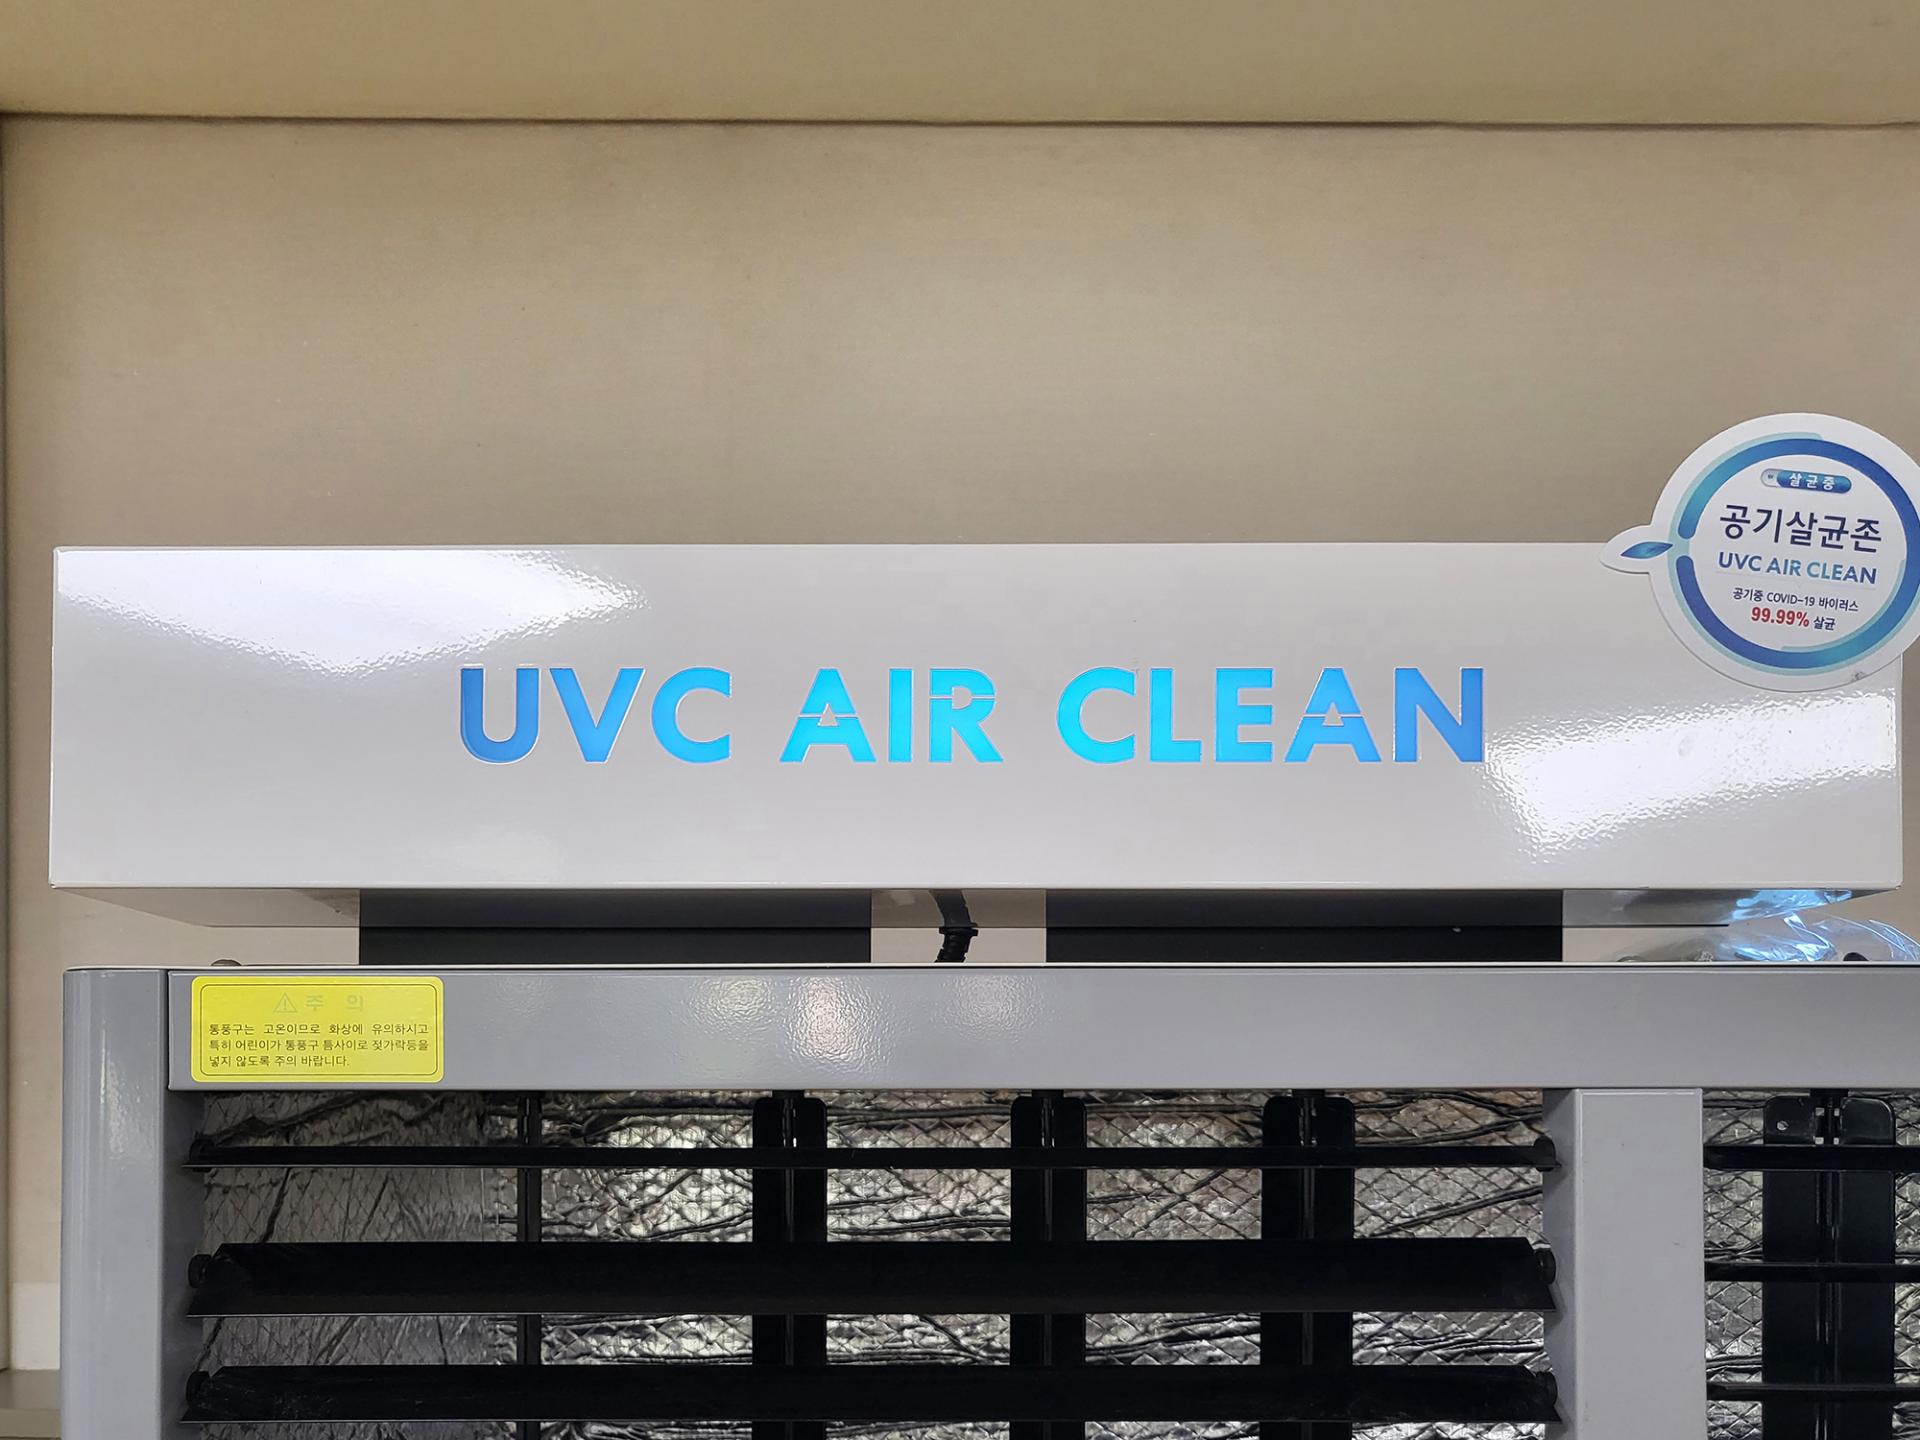 살균중
공기살균존
UVC AIR CLEAN
공기중 COVID-19 바이러스
99.99% 살균
UVC AIR CLEAN
주 의
통풍구는 고온이므로 화상에 유의하시고
특히 어린이가 통풍구 틈사이로 젓가락등을
넣지 않도록 주의 바랍니다.